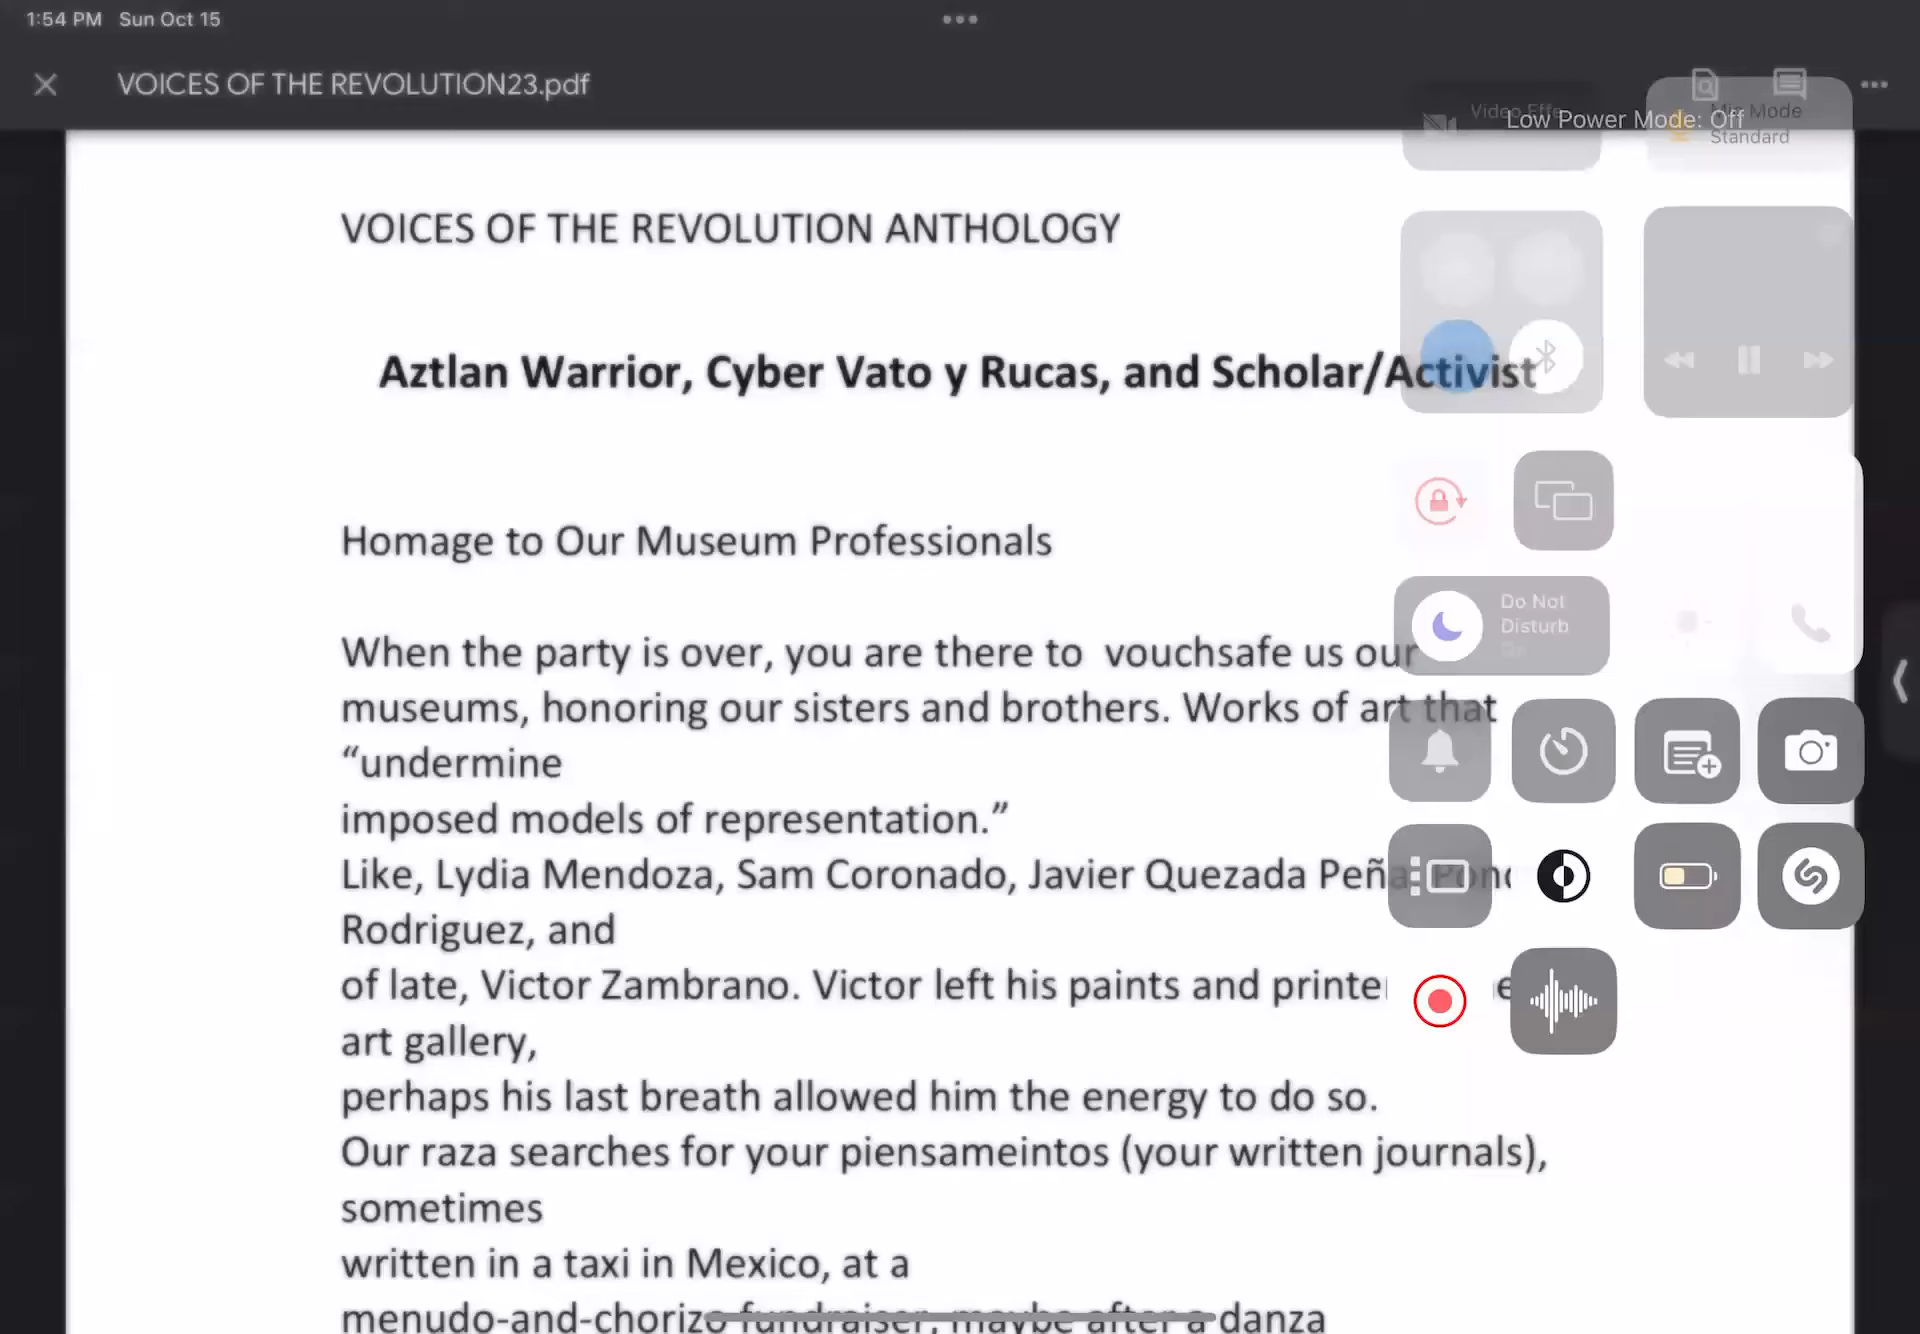 1:54 PM Sun Oct 15
VOICES OF THE REVOLUTION23.pdf
Low Power Mode: Off
Mode
Standard
VOICES OF THE REVOLUTION ANTHOLOGY
Aztlan Warrior, Cyber Vato y Rucas, and Scholar/Activist
Homage to Our Museum Professionals
Do Not
Disturb
When the party is over, you are there to vouchsafe us our
museums, honoring our sisters and brothers. Works of art that
“undermine
imposed models of representation.”
Like, Lydia Mendoza, Sam Coronado, Javier Quezada Peña
Rodriguez, and
of late, Victor Zambrano. Victor left his paints and
art gallery,
perhaps his last breath allowed him the energy to do so.
Our raza searches for your piensameintos (your written journals),
sometimes
written in a taxi in Mexico, at a
menudo-and-chorizo fundraiser, maybe after a danza